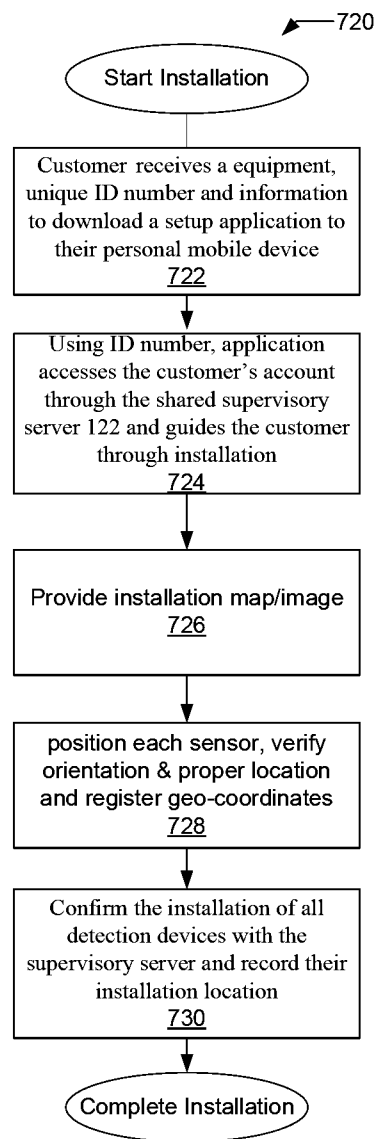 720
Start Installation
Customer receives a equipment,
unique ID number and information
to download a setup application to
their personal mobile device
722
Using ID number, application
accesses the customer's account
through the shared supervisory
server 122 and guides the customer
through installation
724
Provide installation map/image
726
position each sensor, verify
orientation & proper location
and register geo-coordinates
728
Confirm the installation of all
detection devices with the
supervisory server and record their
installation location
730
Complete Installation